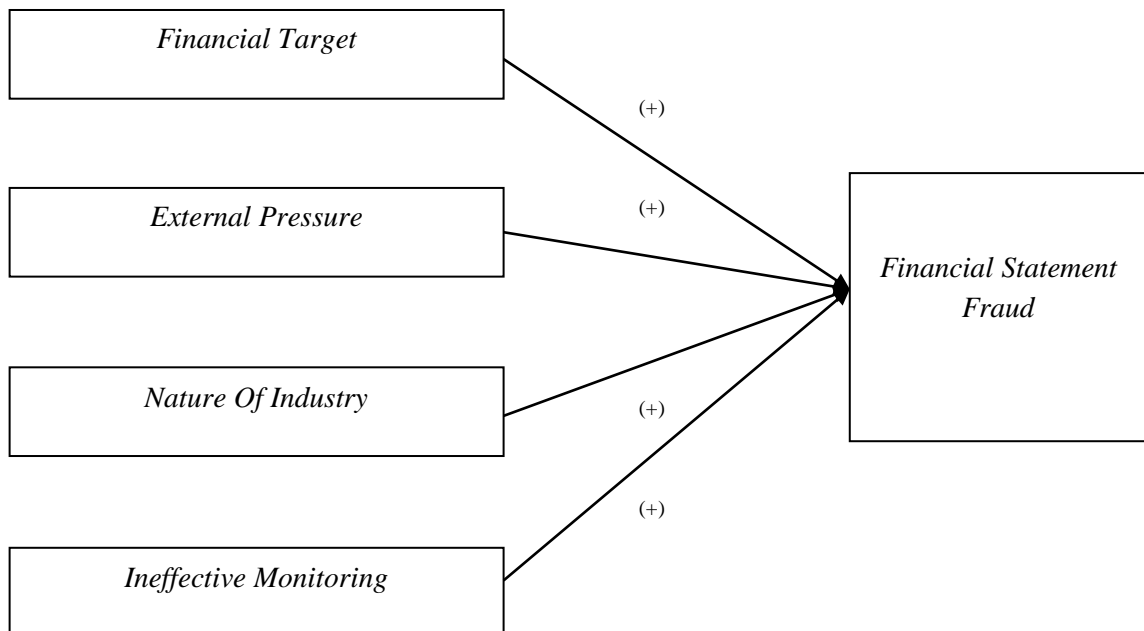 Financial Target
(+)
External Pressure
(+)
Financial Statement
Fraud
Nature Of Industry
(+)
(+)
Ineffective Monitoring